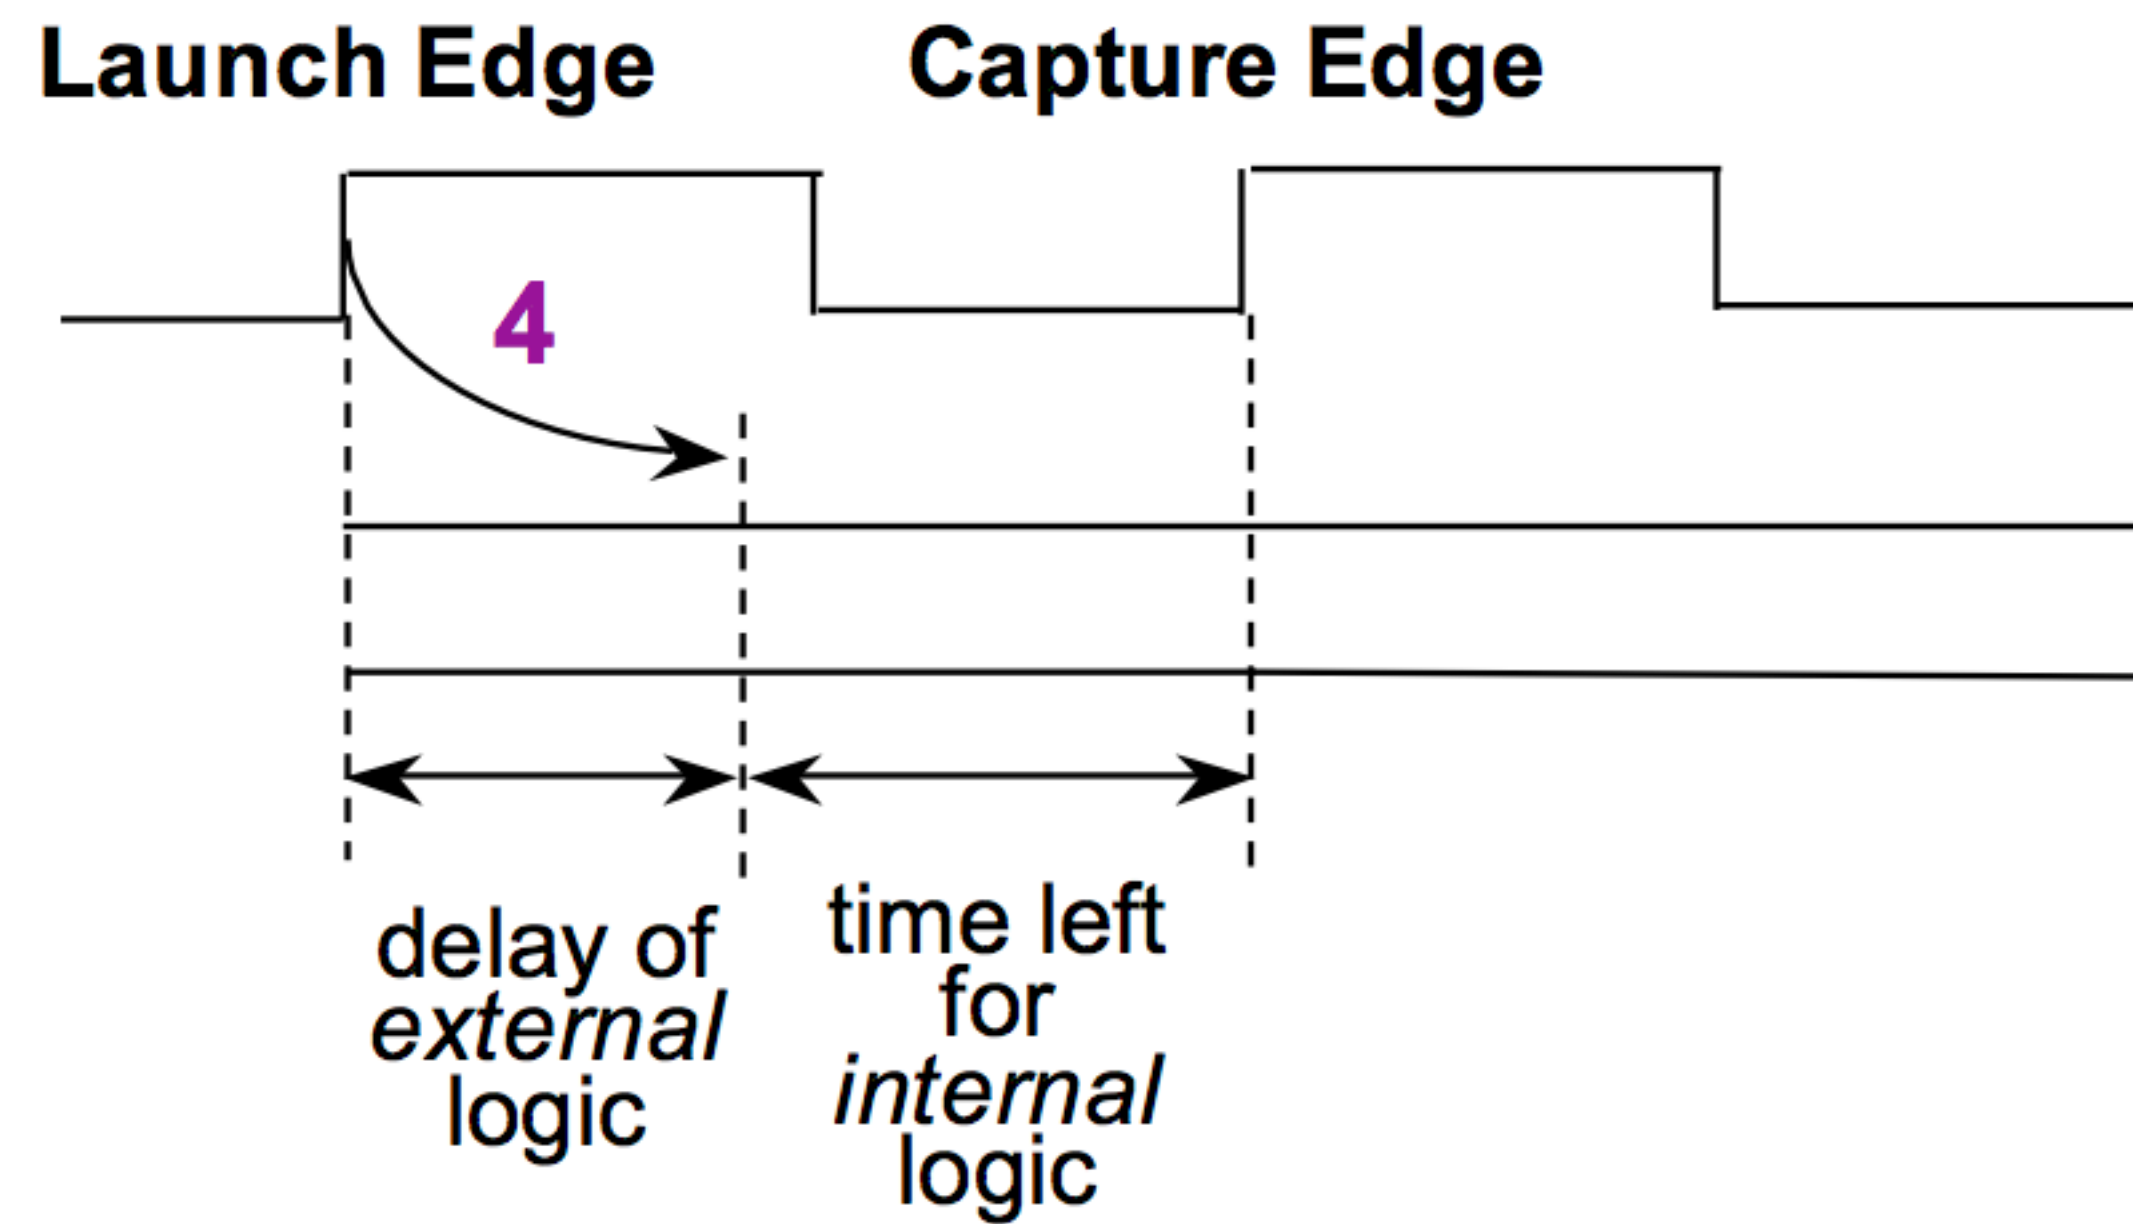 Launch Edge
Capture Edge
4
delay of
external
logic
time left
for
internal
logic